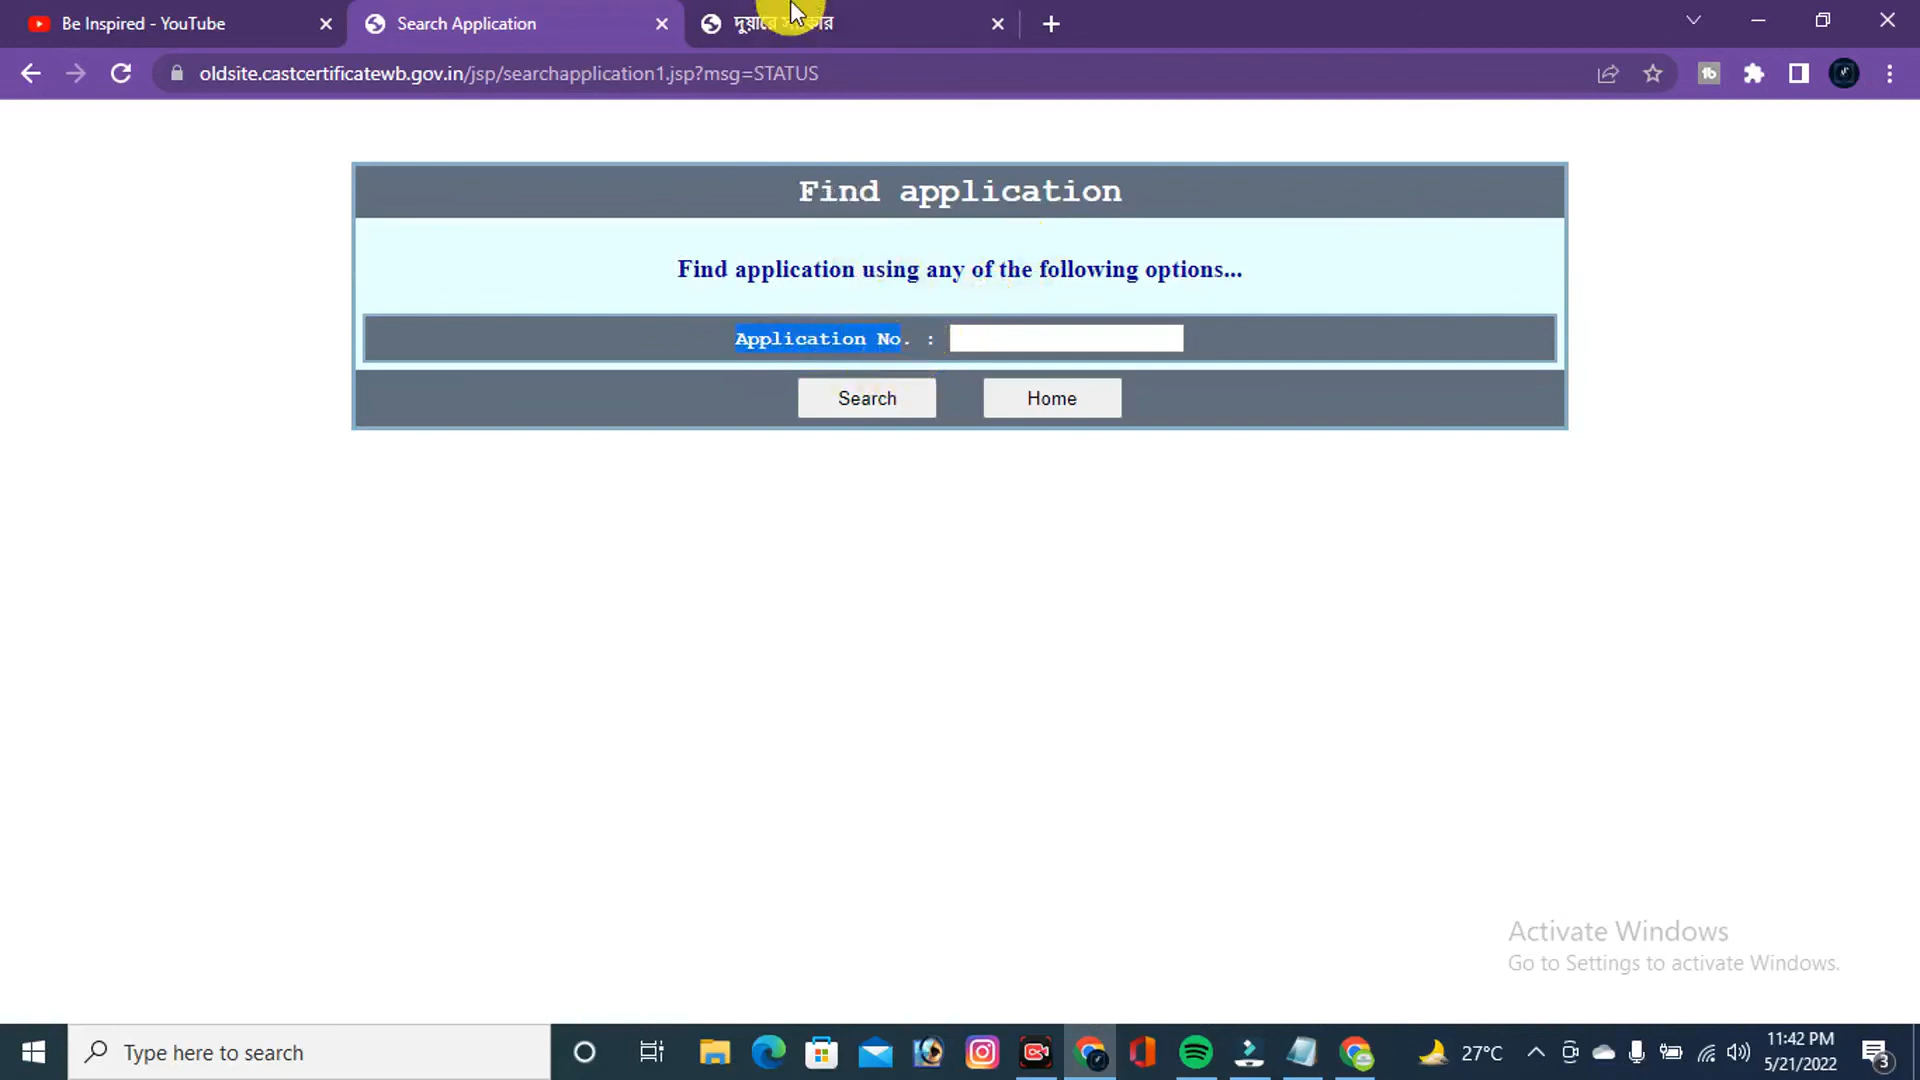 Be Inspired - YouTube
Search Application
দুয়ারে সরকার
oldsite.castcertificatewb.gov.in/jsp/searchapplication1.jsp?msg=STATUS
Find application
Find application using any of the following options...
Application No. :
Search
Home
Activate Windows
Go to Settings to activate Windows.
Type here to search
27°C
11:42 PM
5/21/2022
3